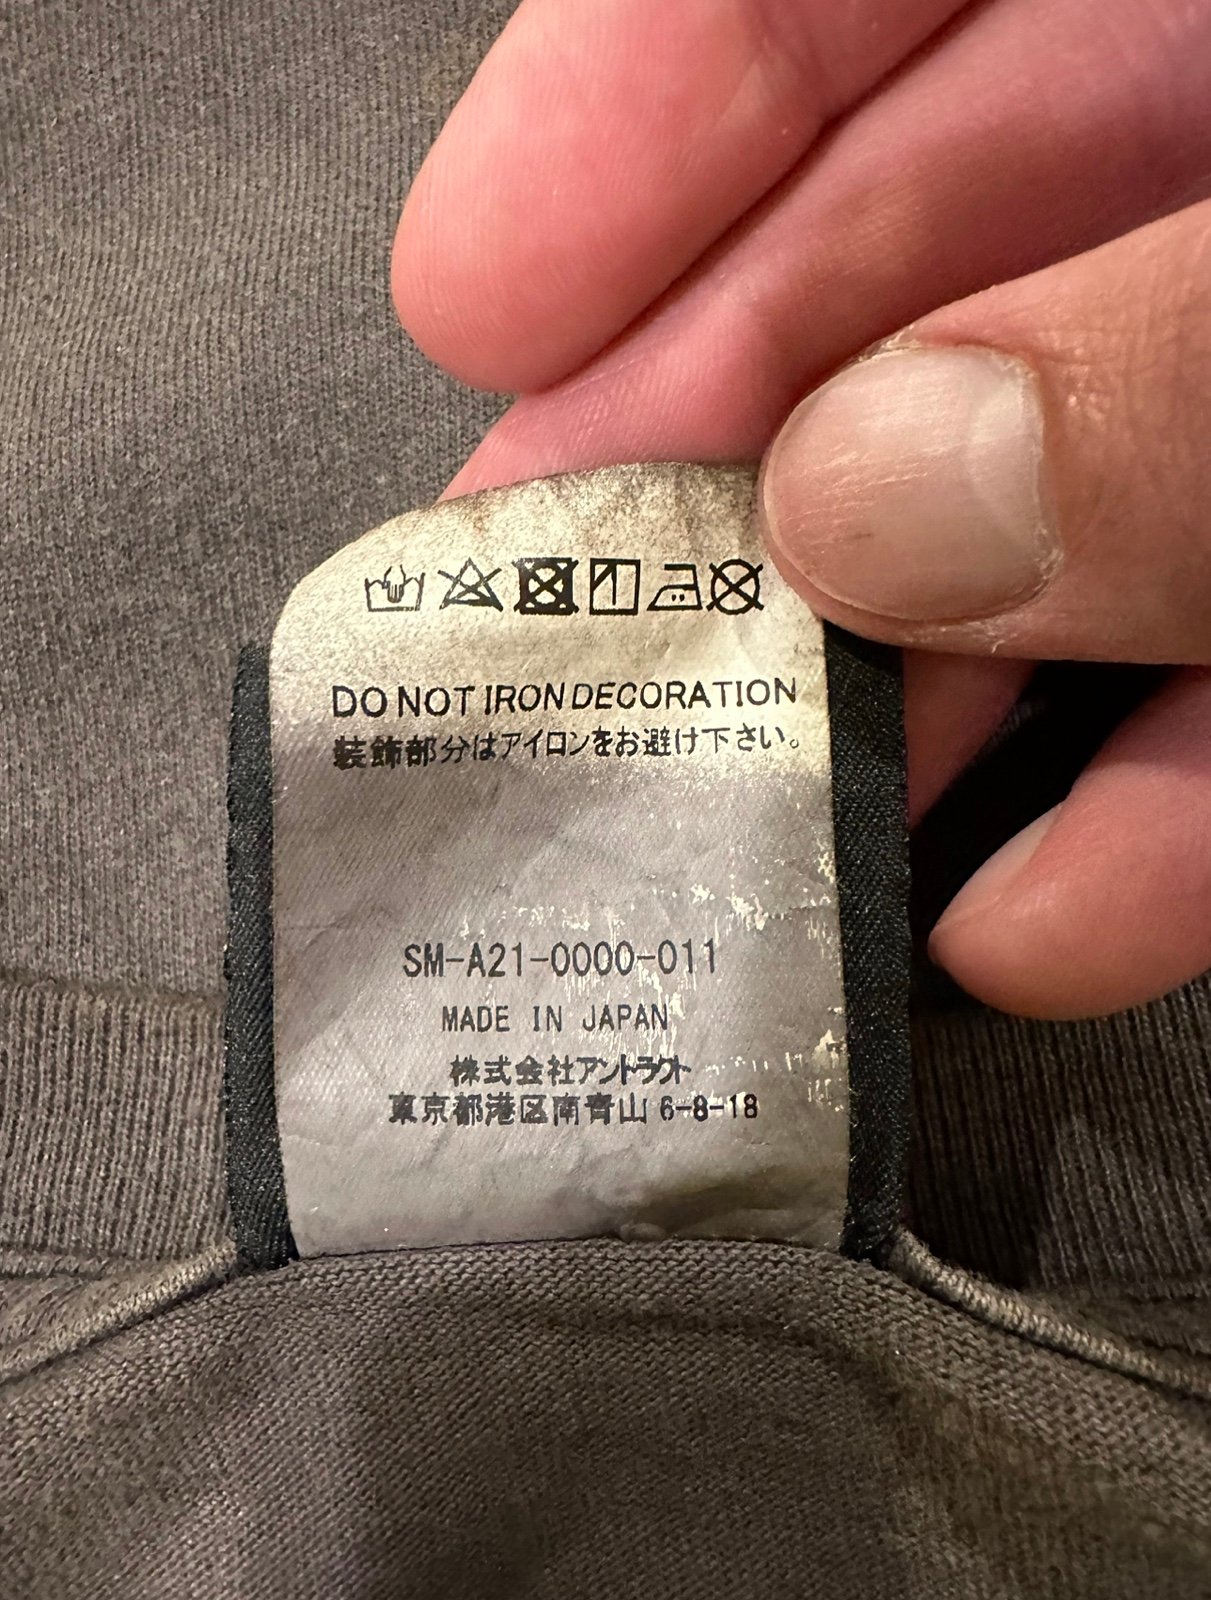 DO NOT IRON DECORATION
装飾部分はアイロンをお避け下さい。
SM-A21-0000-011
MADE IN JAPAN
株式会社アントラクト
東京都港区南青山 6-8-18